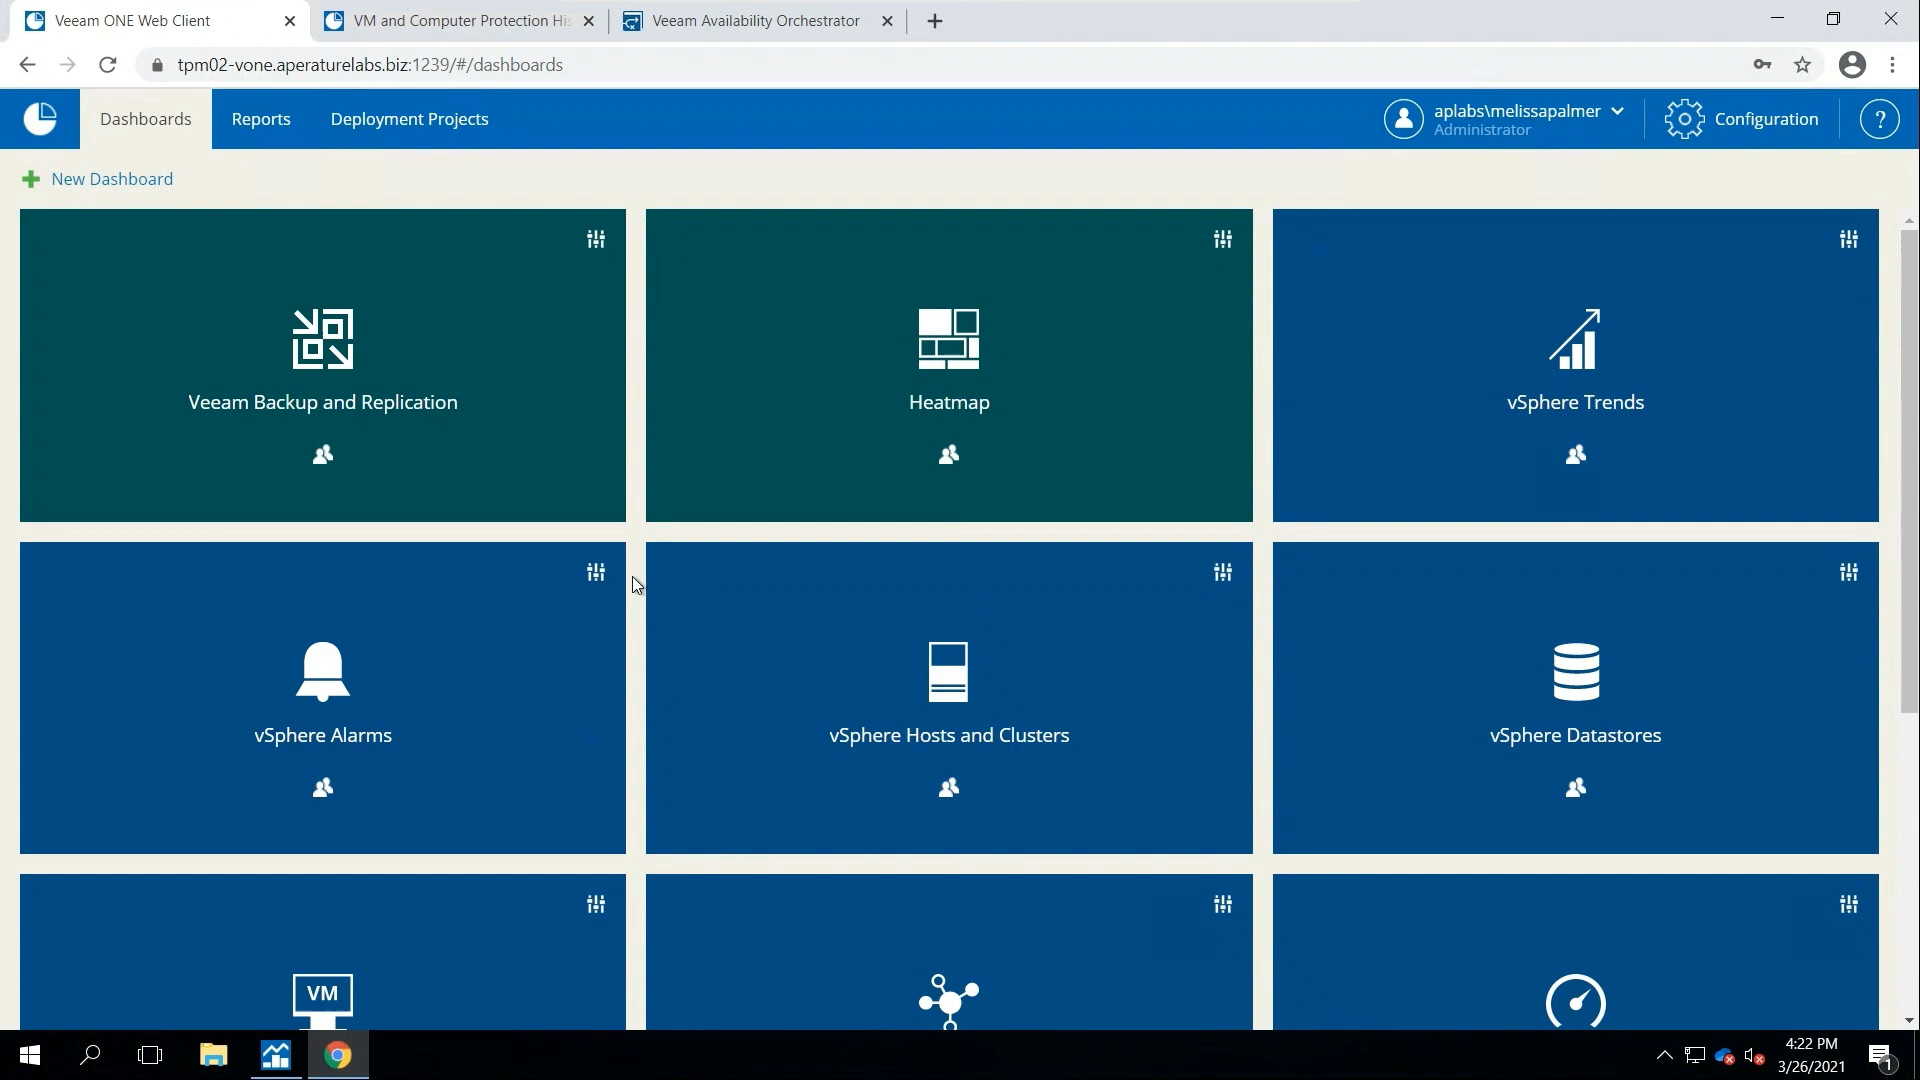 Veeam ONE Web Client
VM and Computer Protection His
Veeam Availability Orchestrator
tpm02-vone.aperaturelabs.biz:1239/#/dashboards
Dashboards
Reports
Deployment Projects
aplabs\melissapalmer
Administrator
Configuration
?
New Dashboard
Veeam Backup and Replication
Heatmap
vSphere Trends
vSphere Alarms
vSphere Hosts and Clusters
vSphere Datastores
VM
4:22 PM
3/26/2021
1